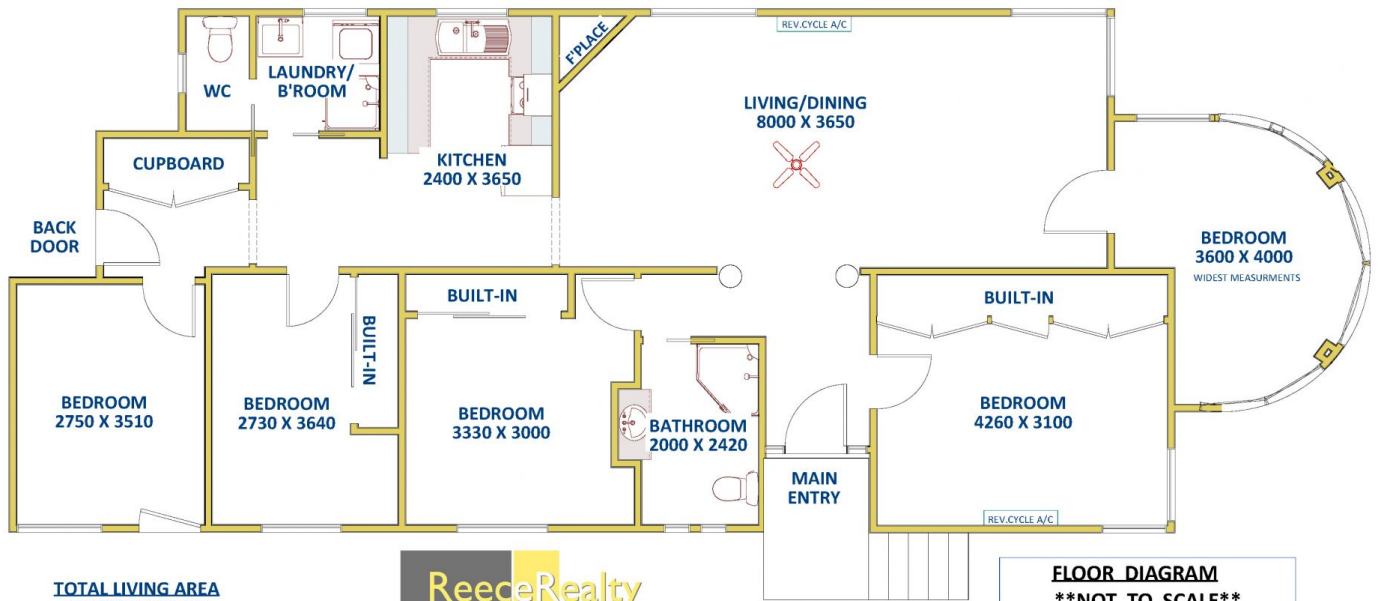 REV.CYCLE A/C
F'PLACE
LAUNDRY/
B'ROOM
WC
LIVING/DINING
8000 X 3650
CUPBOARD
KITCHEN
2400 X 3650
BACK
DOOR
BEDROOM
3600 X 4000
WIDEST MEASURMENTS
BUILT-IN
BUILT-IN
BUILT-IN
BEDROOM
2750 X 3510
BEDROOM
2730 X 3640
BEDROOM
3330 X 3000
BATHROOM
2000 X 2420
BEDROOM
4260 X 3100
MAIN
ENTRY
REV.CYCLE A/C
TOTAL LIVING AREA
ReeceRealty
FLOOR DIAGRAM
**NOT TO SCALE**